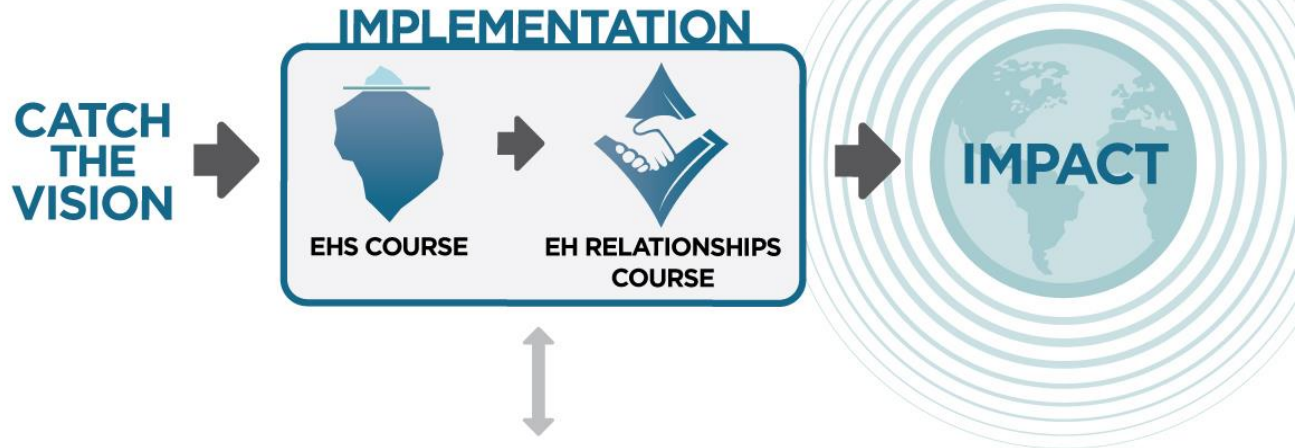 IMPLEMENTATION
CATCH
THE
VISION
EHS COURSE
EH RELATIONSHIPS
COURSE
IMPACT